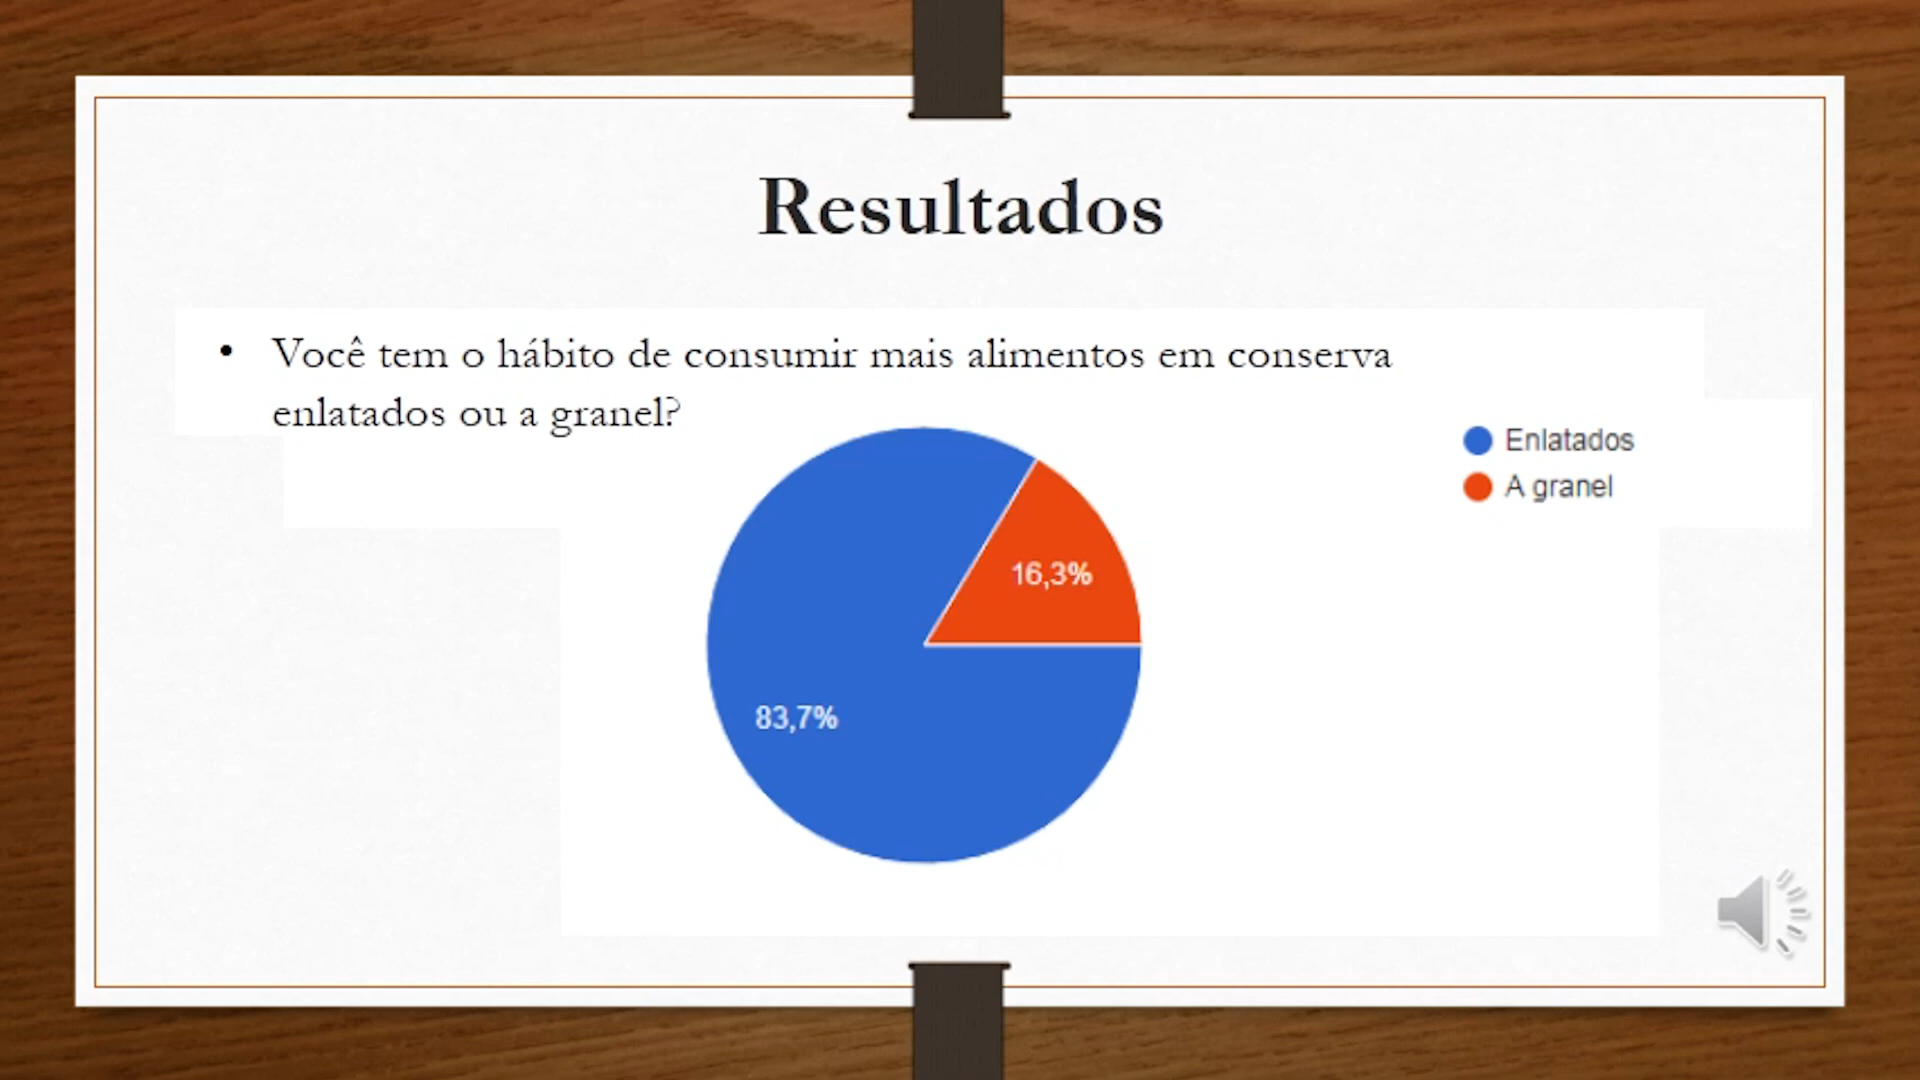 Resultados
• Você tem o hábito de consumir mais alimentos em conserva
enlatados ou a granel?
Enlatados
A granel
16,3%
83,7%